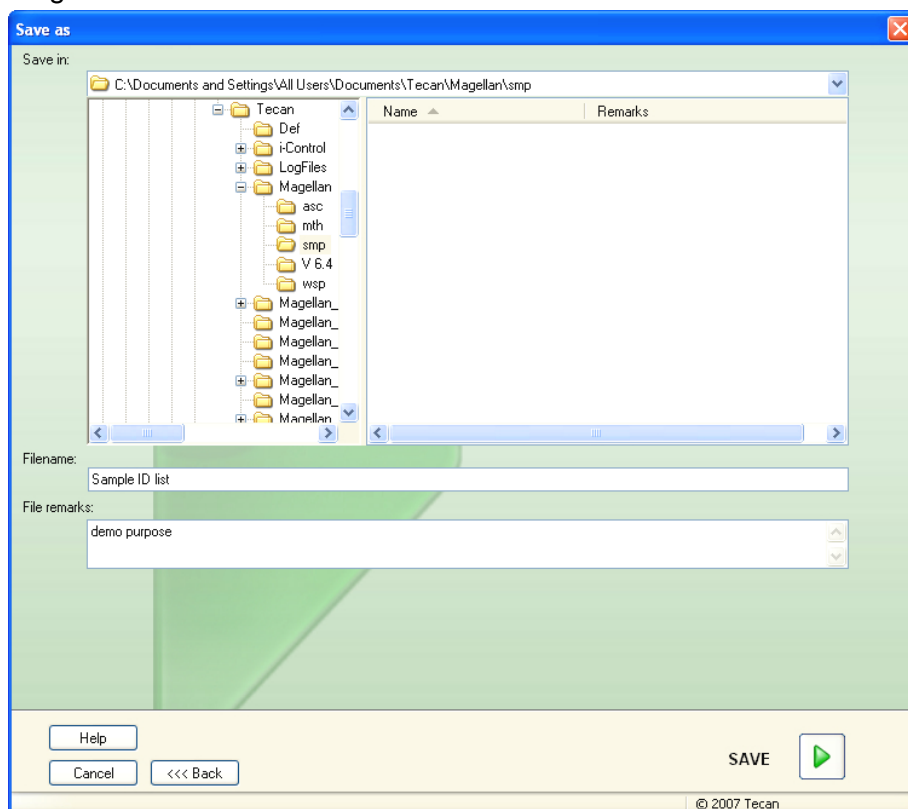 Save as
Save in:
C:\Documents and Settings\All Users\Documents\Tecan\Magellan\smp
Tecan
Def
i-Control
LogFiles
Magellan
asc
mth
smp
V 6.4
wsp
Magellan_
Magellan_
Magellan_
Magellan_
Magellan_
Magellan_
Magellan
Name
Remarks
Filename:
Sample ID list
File remarks:
demo purpose
Help
Cancel
<<< Back
SAVE
© 2007 Tecan